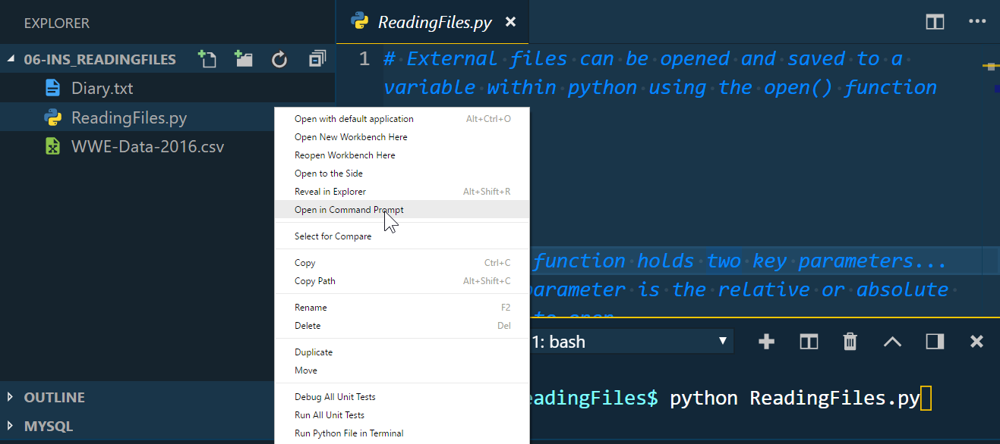 EXPLORER
06-INS_READINGFILES
Diary.txt
ReadingFiles.py
WWE-Data-2016.csv
OUTLINE
MYSQL
ReadingFiles.py
1 # External files can be opened and saved to a
variable within python using the open() function
function holds two key parameters...
parameter is the relative or absolute
to open
Open with default application Alt+Ctrl+O
Open New Workbench Here
Reopen Workbench Here
Open to the Side
Reveal in Explorer Alt+Shift+R
Open in Command Prompt
Select for Compare
Copy Ctrl+C
Copy Path Alt+Shift+C
Rename F2
Delete Del
Duplicate
Move
Debug All Unit Tests
Run All Unit Tests
Run Python File in Terminal
1: bash
eadingFiles$ python ReadingFiles.py